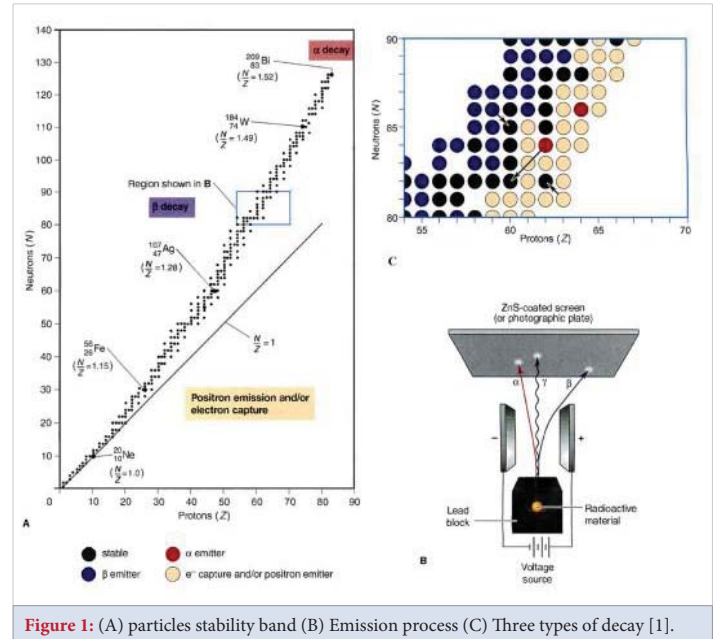 140
130
120
110
100
90
80
70
60
50
40
30
20
10
0
10
20
30
40
50
60
70
80
90
Neutrons (N)
Protons (Z)
α decay
209
83 Bi
(N/Z = 1.52)
184
74 W
(N/Z = 1.49)
Region shown in B
β decay
107
47 Ag
(N/Z = 1.28)
N/Z = 1
56
26 Fe
(N/Z = 1.15)
Positron emission and/or
electron capture
20
10 Ne
(N/Z = 1.0)
A
stable
α emitter
β emitter
e⁻ capture and/or positron emitter
90
85
80
Neutrons (N)
54
60
65
70
Protons (Z)
C
ZnS-coated screen
(or photographic plate)
α
γ
β
−
+
Lead
block
Radioactive
material
Voltage
source
B
Figure 1: (A) particles stability band (B) Emission process (C) Three types of decay [1].